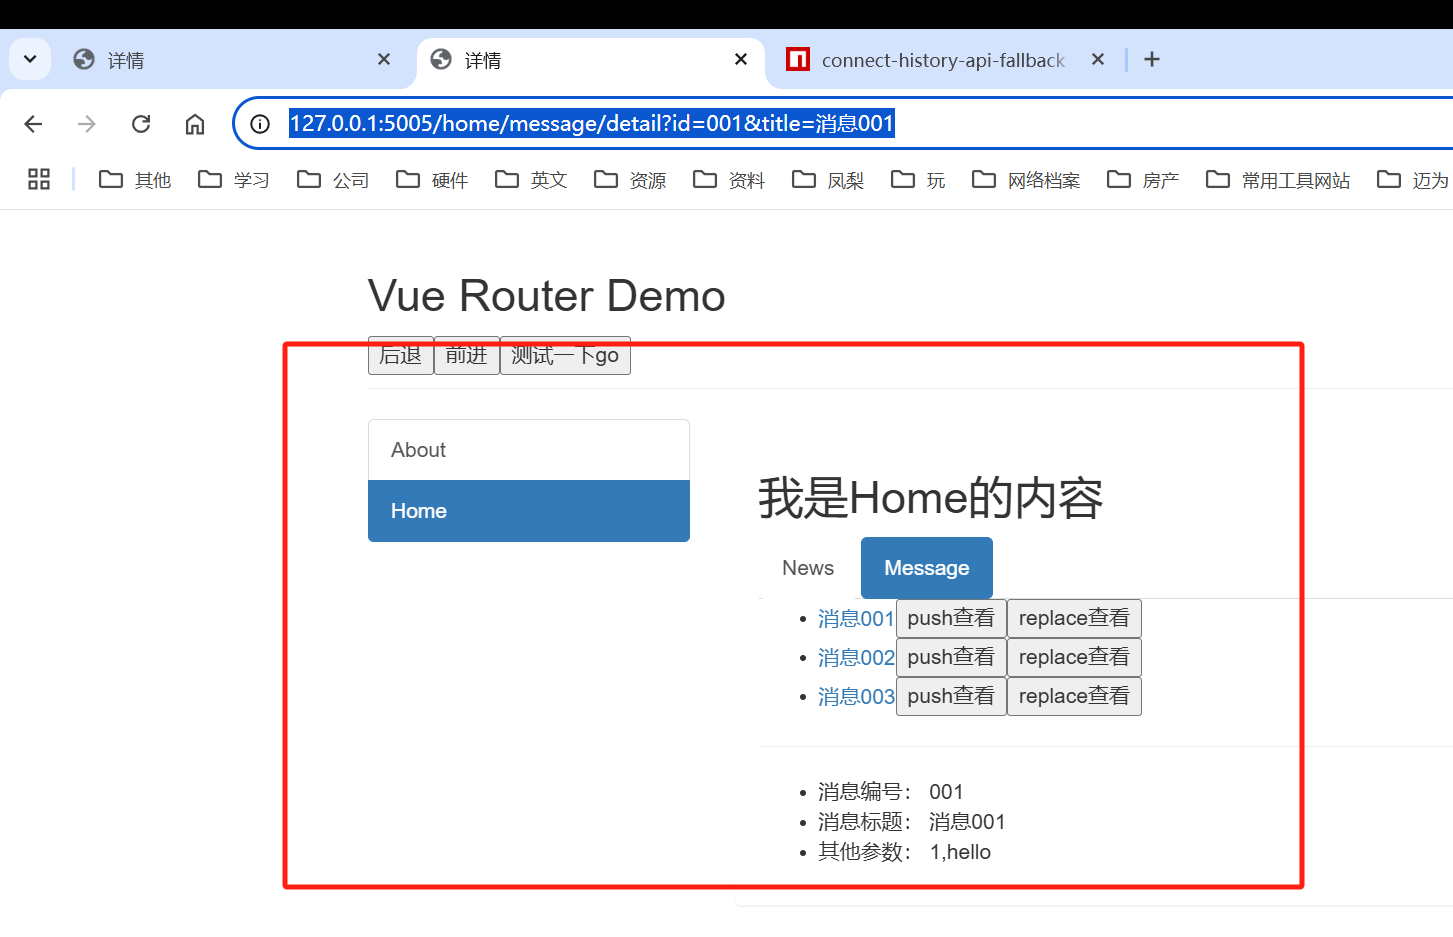 详情
详情
connect-history-api-fallback
127.0.0.1:5005/home/message/detail?id=001&title=消息001
其他 学习 公司 硬件 英文 资源 资料 凤梨 玩 网络档案 房产 常用工具网站 迈为
Vue Router Demo
后退 前进 测试一下go
About
Home
我是Home的内容
News Message
消息001 push查看 replace查看
消息002 push查看 replace查看
消息003 push查看 replace查看
消息编号： 001
消息标题： 消息001
其他参数： 1,hello